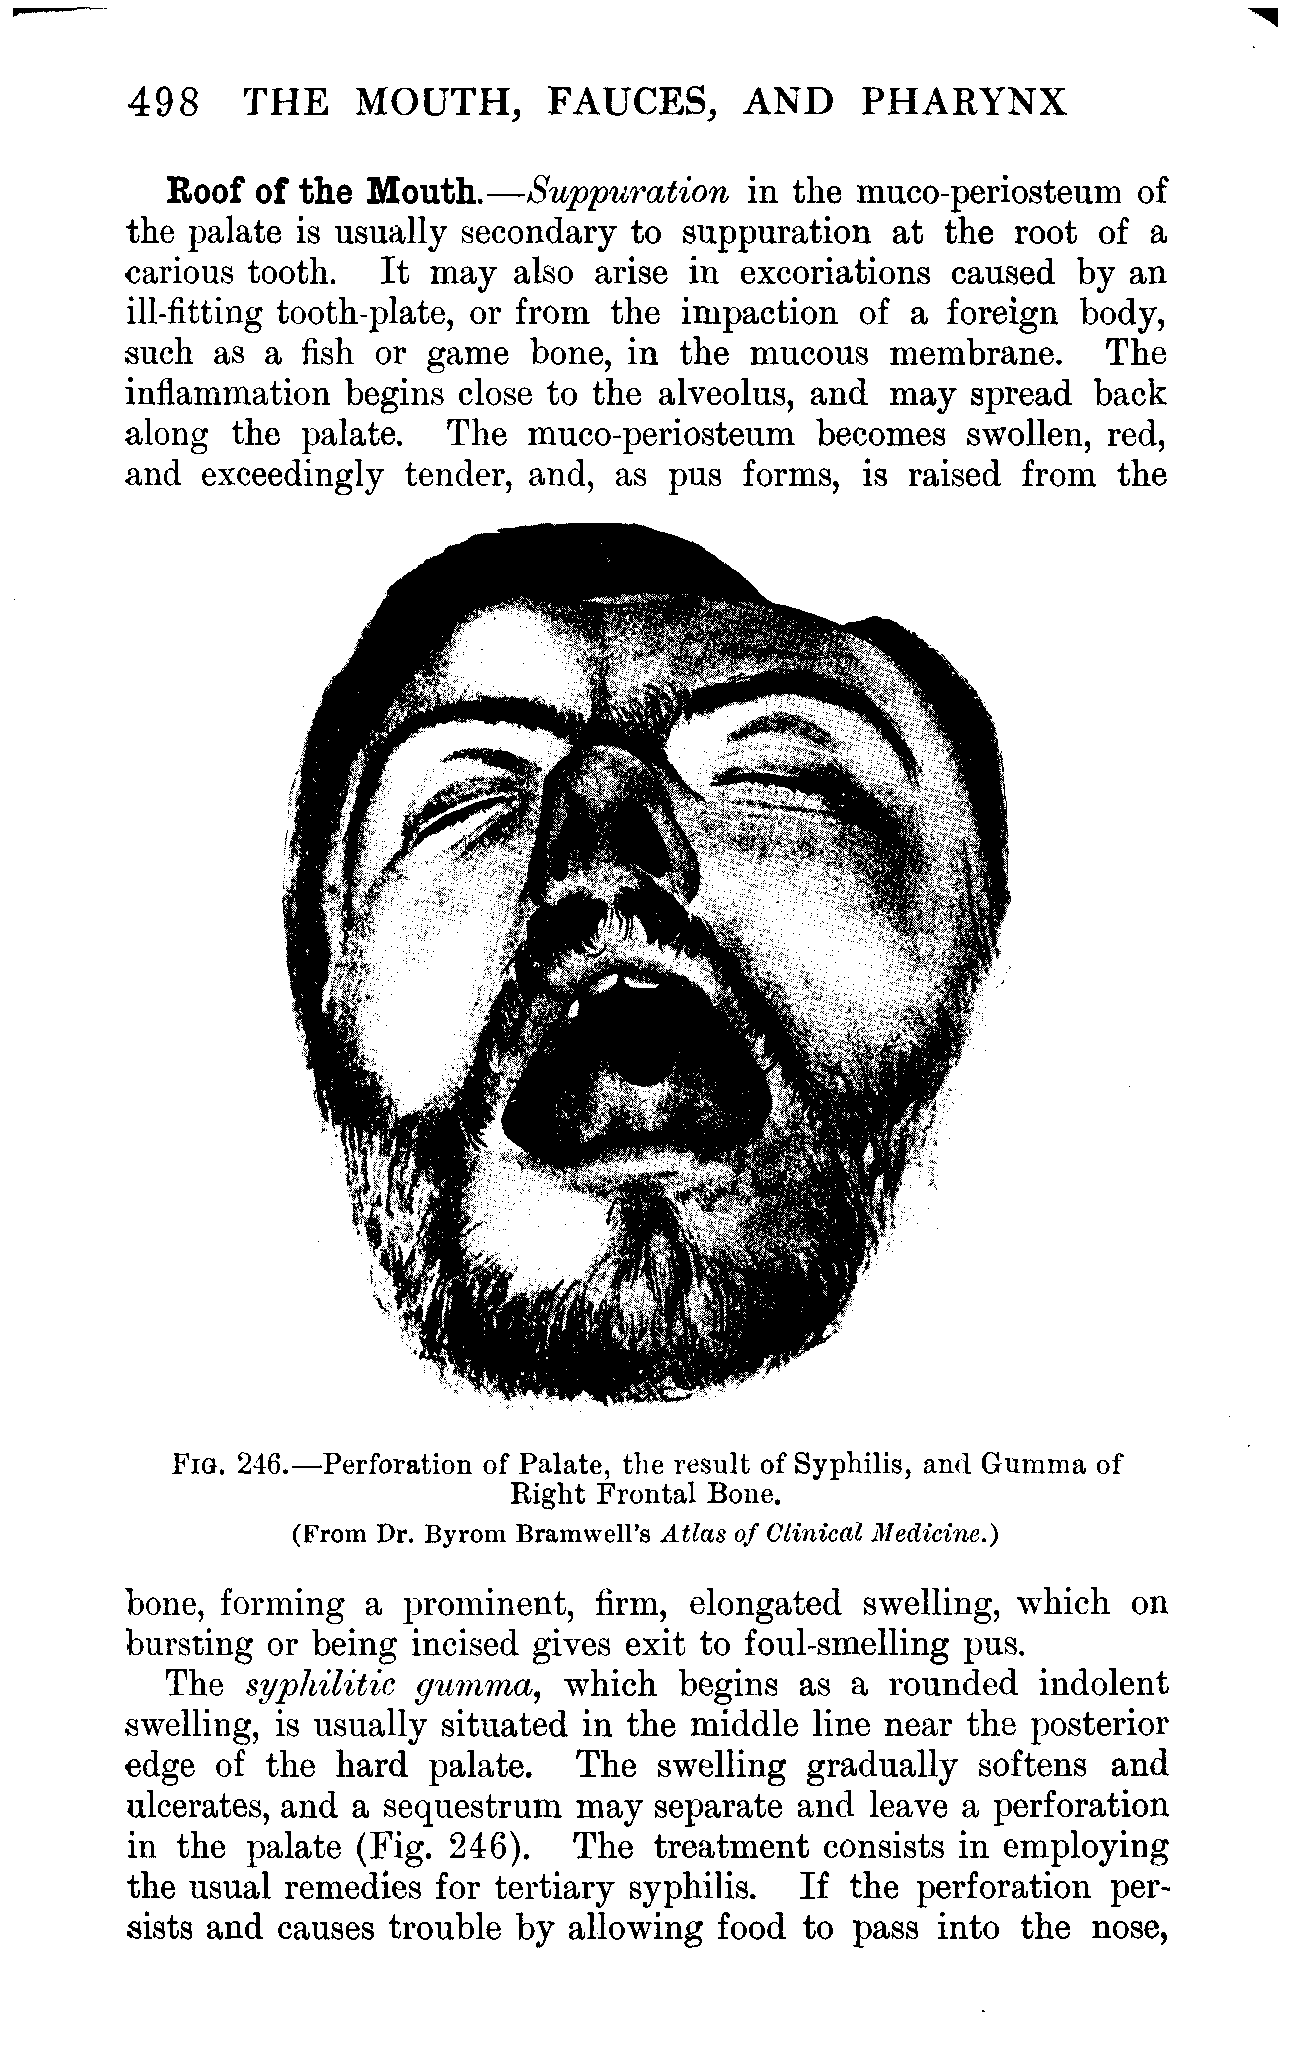 498 THE MOUTH, FAUCES, AND PHARYNX
Roof of the Mouth.—Suppuration in the muco-periosteum of
the palate is usually secondary to suppuration at the root of a
carious tooth. It may also arise in excoriations caused by an
ill-fitting tooth-plate, or from the impaction of a foreign body,
such as a fish or game bone, in the mucous membrane. The
inflammation begins close to the alveolus, and may spread back
along the palate. The muco-periosteum becomes swollen, red,
and exceedingly tender, and, as pus forms, is raised from the
FIG. 246.—Perforation of Palate, the result of Syphilis, and Gumma of
Right Frontal Bone.
(From Dr. Byrom Bramwell's Atlas of Clinical Medicine.)
bone, forming a prominent, firm, elongated swelling, which on
bursting or being incised gives exit to foul-smelling pus.
The syphilitic gumma, which begins as a rounded indolent
swelling, is usually situated in the middle line near the posterior
edge of the hard palate. The swelling gradually softens and
ulcerates, and a sequestrum may separate and leave a perforation
in the palate (Fig. 246). The treatment consists in employing
the usual remedies for tertiary syphilis. If the perforation per-
sists and causes trouble by allowing food to pass into the nose,